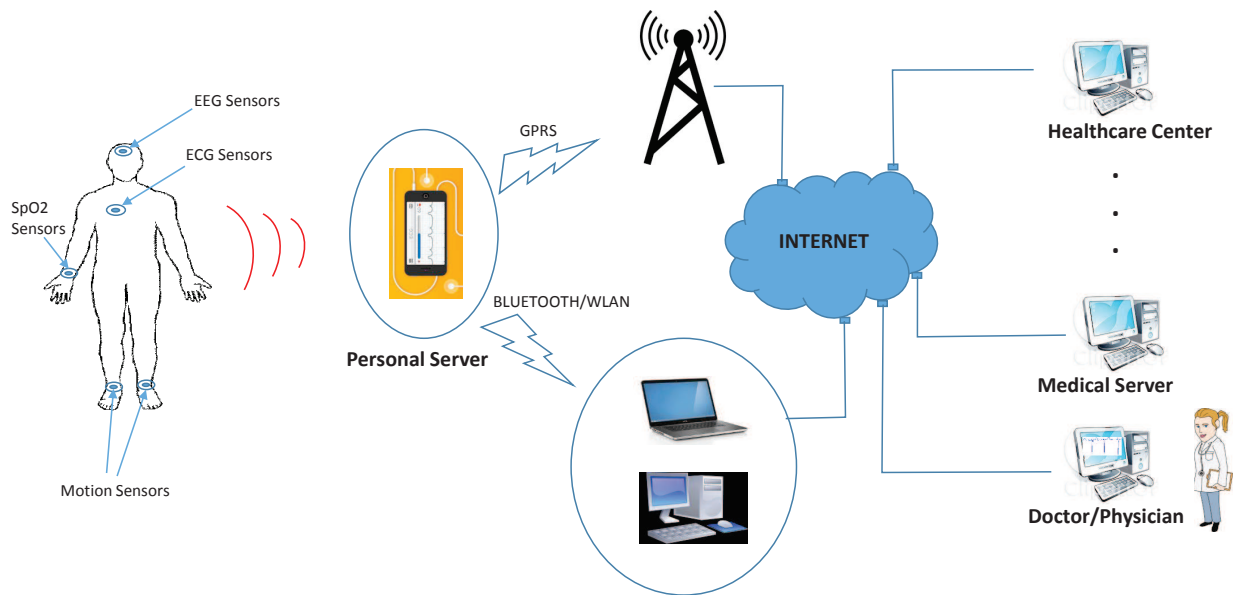 EEG Sensors
ECG Sensors
SpO2
Sensors
Motion Sensors
Personal Server
GPRS
BLUETOOTH/WLAN
INTERNET
Healthcare Center
Medical Server
Doctor/Physician